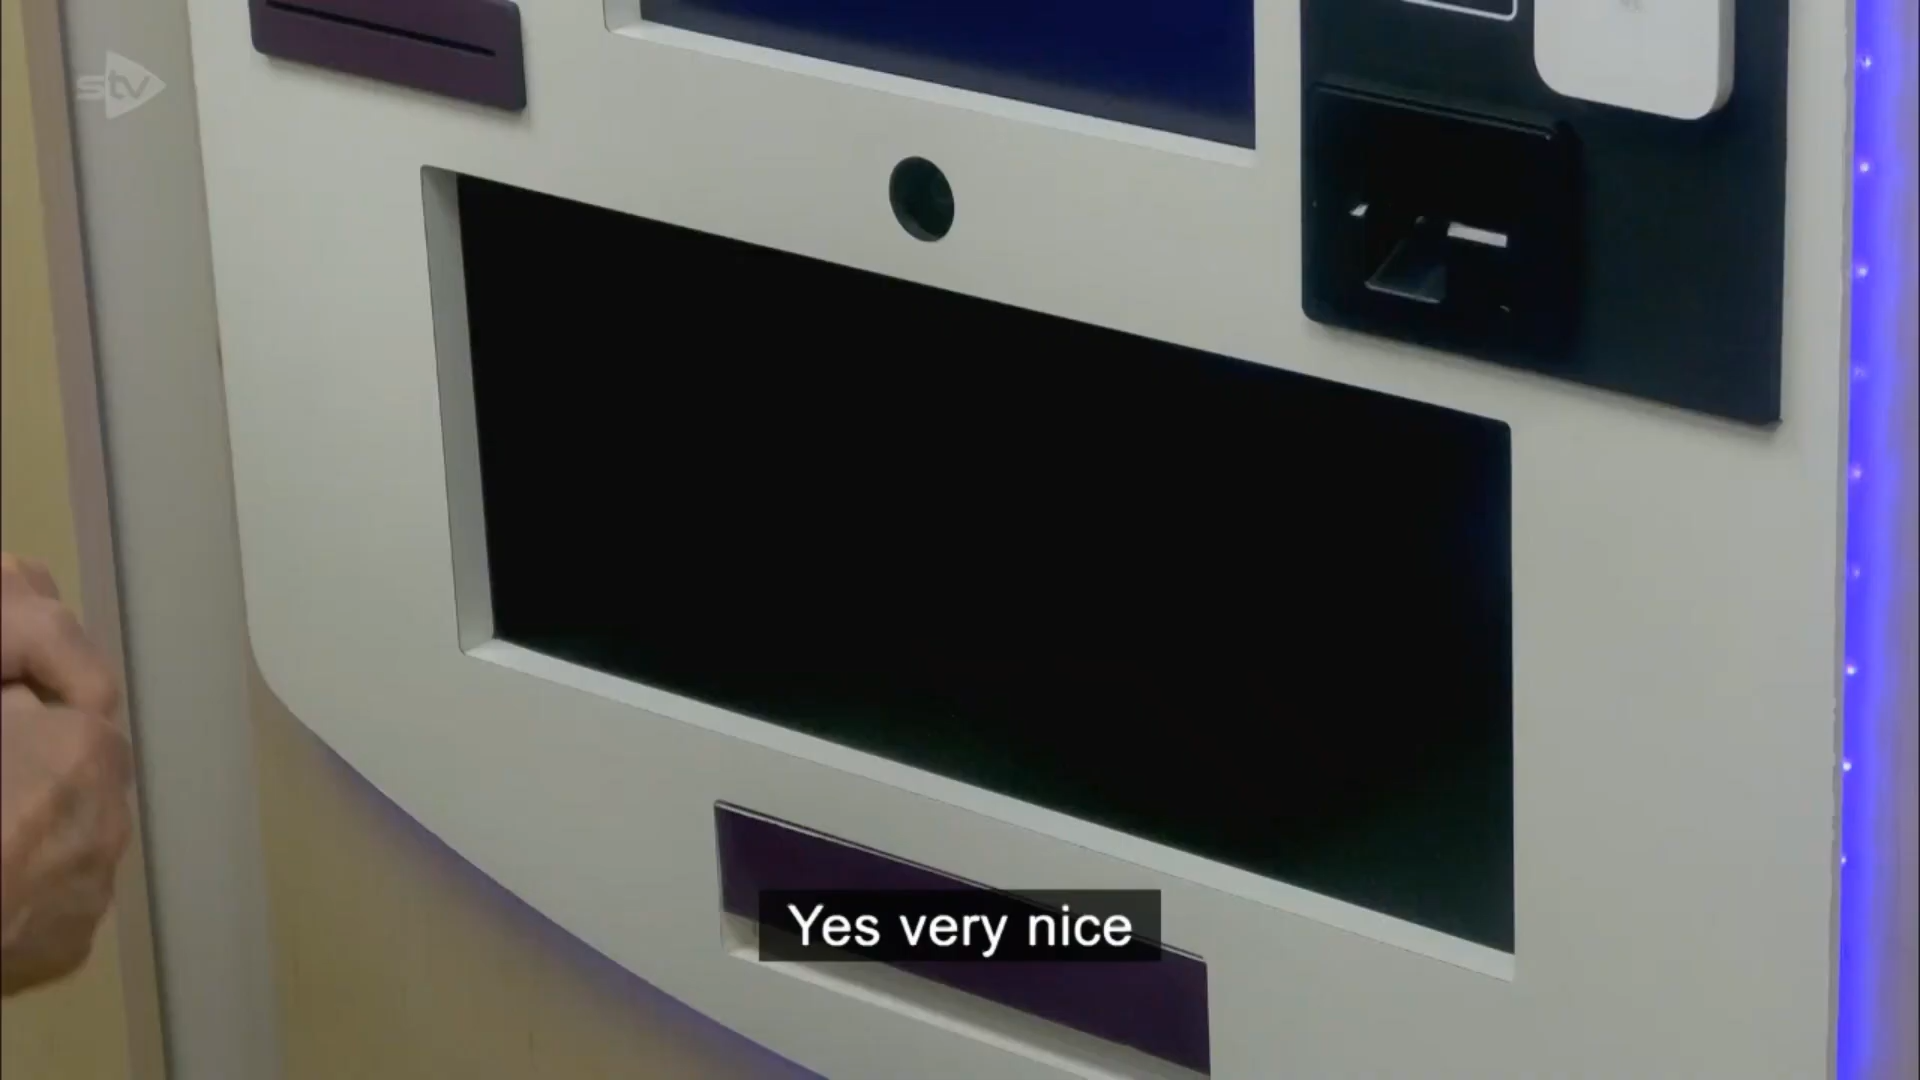 stv
Yes very nice